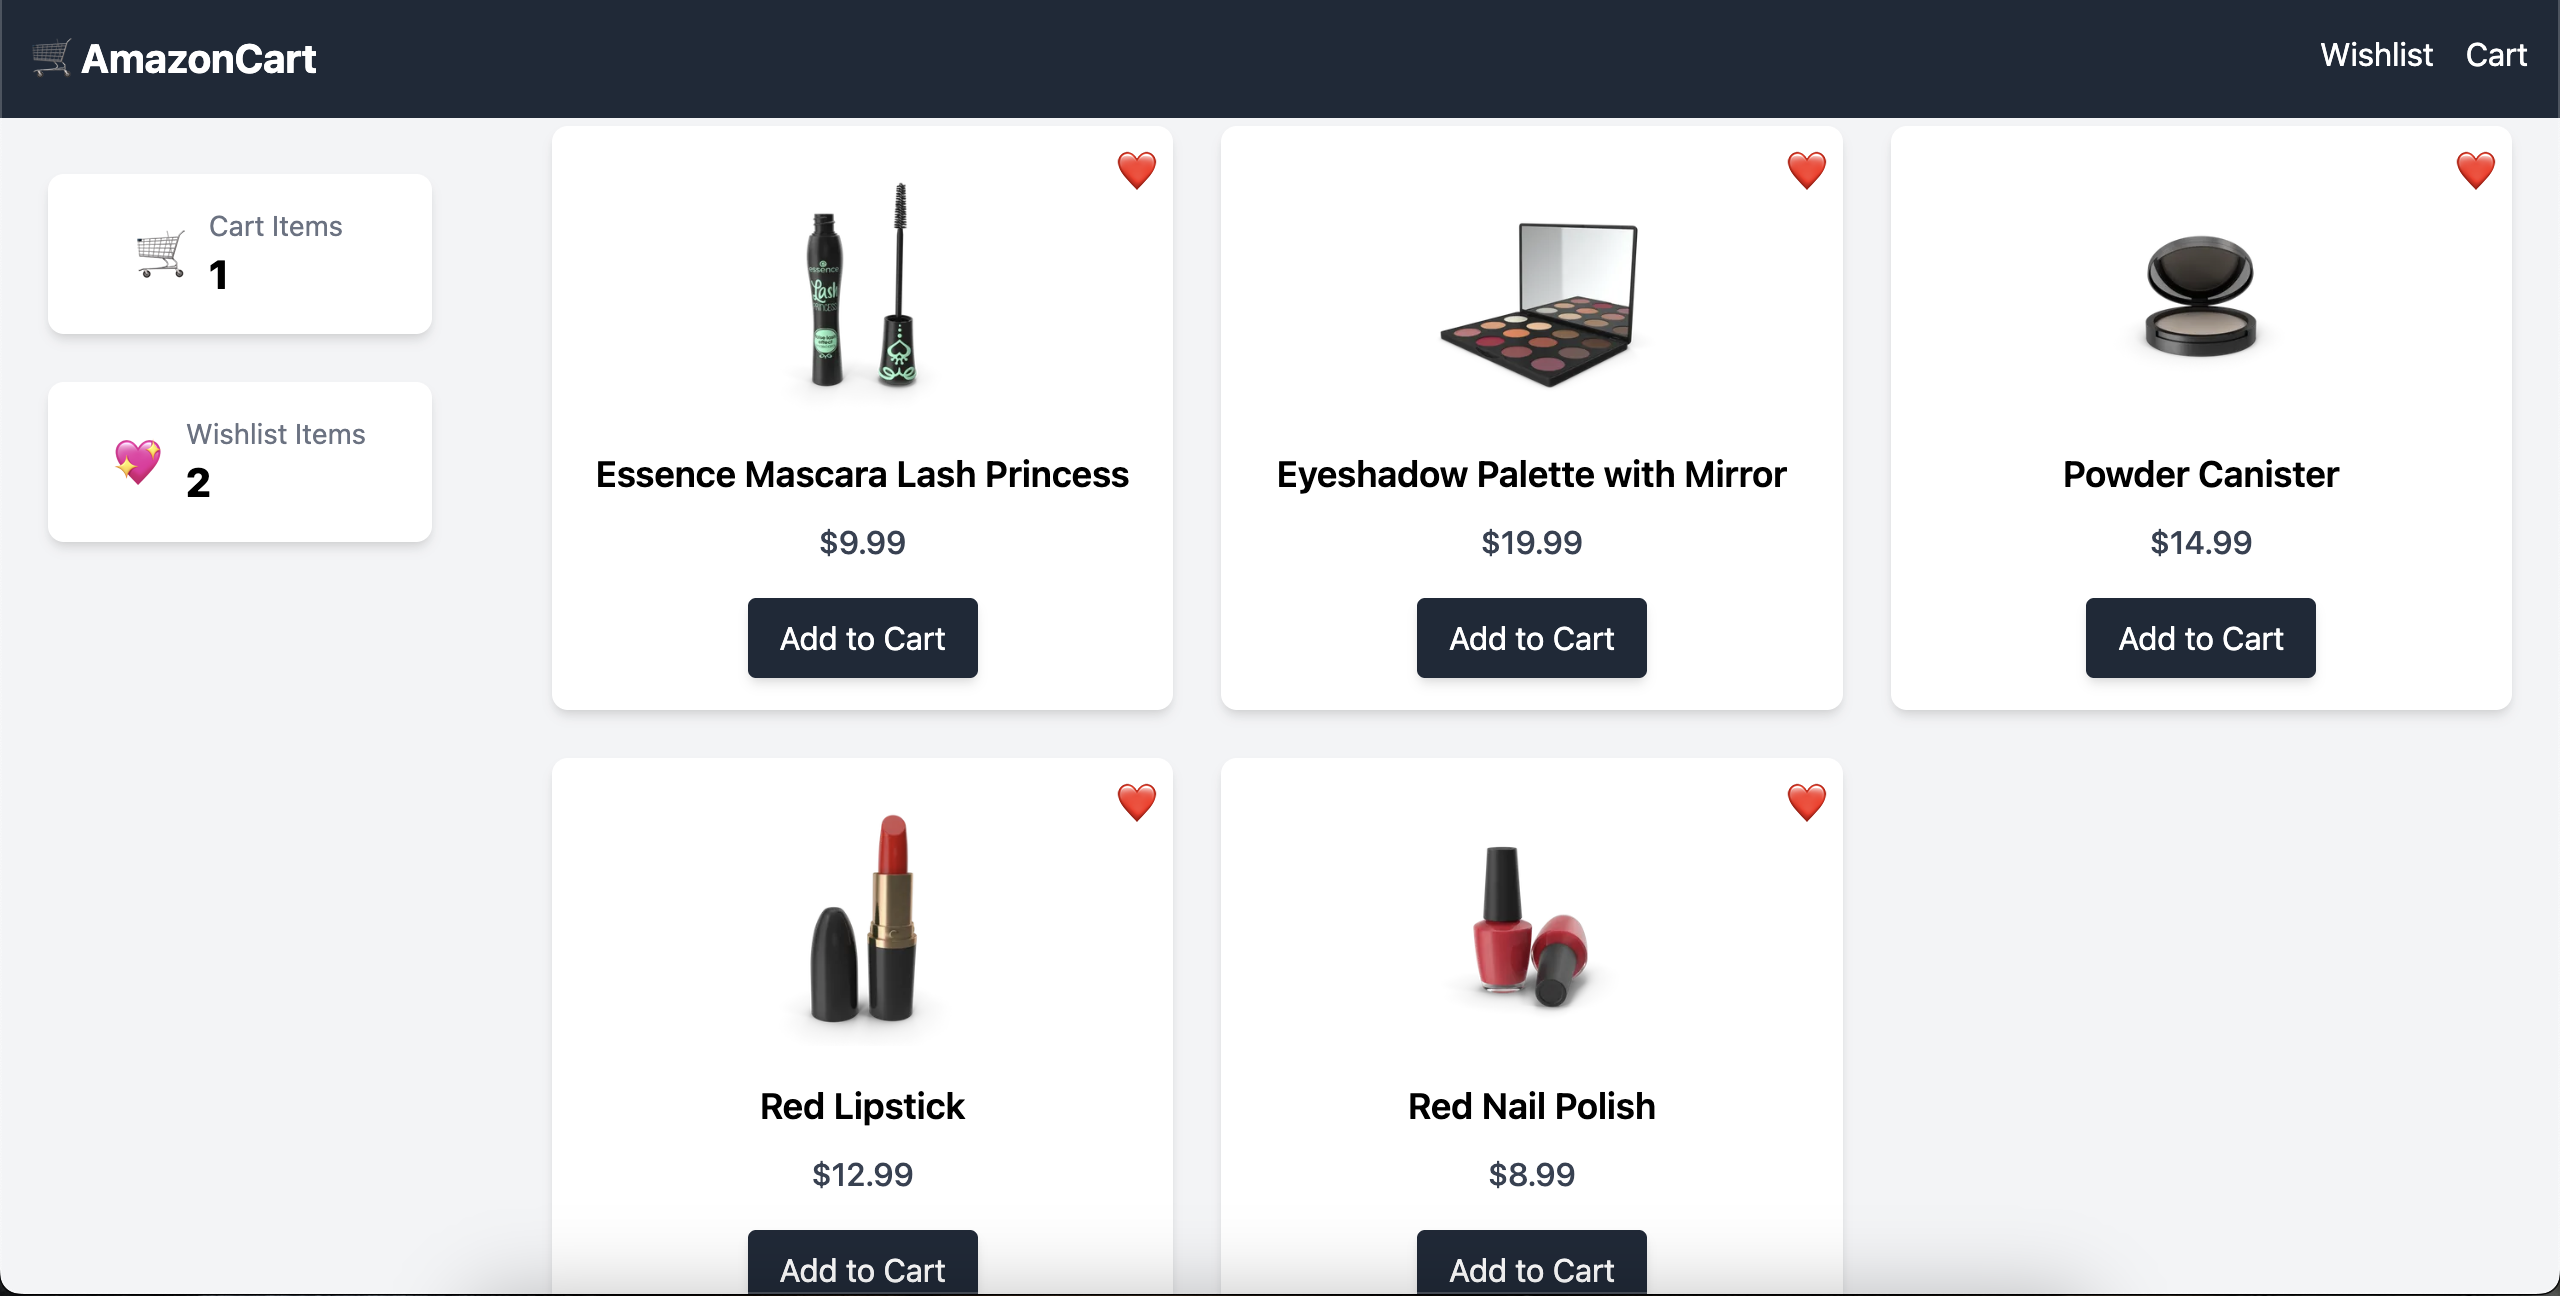 AmazonCart
Wishlist Cart
Cart Items
1
Wishlist Items
2
essence
Lash
PRINCESS
Essence Mascara Lash Princess
$9.99
Add to Cart
Eyeshadow Palette with Mirror
$19.99
Add to Cart
Powder Canister
$14.99
Add to Cart
Red Lipstick
$12.99
Add to Cart
Red Nail Polish
$8.99
Add to Cart